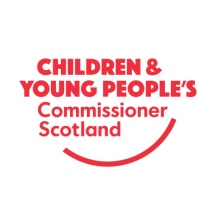 CHILDREN &
YOUNG PEOPLE'S
Commissioner
Scotland